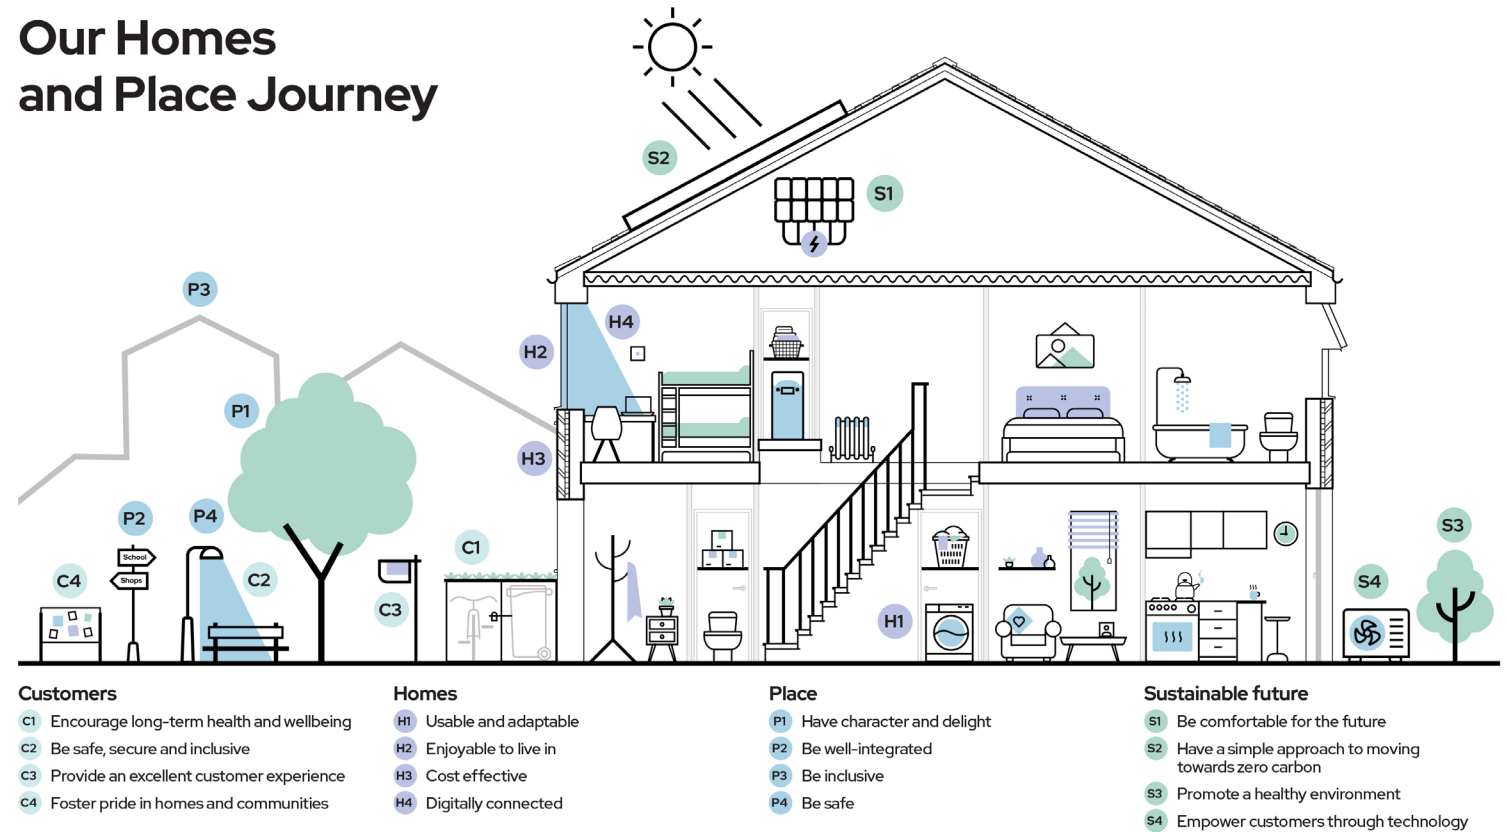 Our Homes
and Place Journey
S2
S1
P3
H4
H2
P1
H3
P2
P4
School
Shops
C4
C2
C3
C1
H1
S3
S4
Customers
C1 Encourage long-term health and wellbeing
C2 Be safe, secure and inclusive
C3 Provide an excellent customer experience
C4 Foster pride in homes and communities
Homes
H1 Usable and adaptable
H2 Enjoyable to live in
H3 Cost effective
H4 Digitally connected
Place
P1 Have character and delight
P2 Be well-integrated
P3 Be inclusive
P4 Be safe
Sustainable future
S1 Be comfortable for the future
S2 Have a simple approach to moving
towards zero carbon
S3 Promote a healthy environment
S4 Empower customers through technology